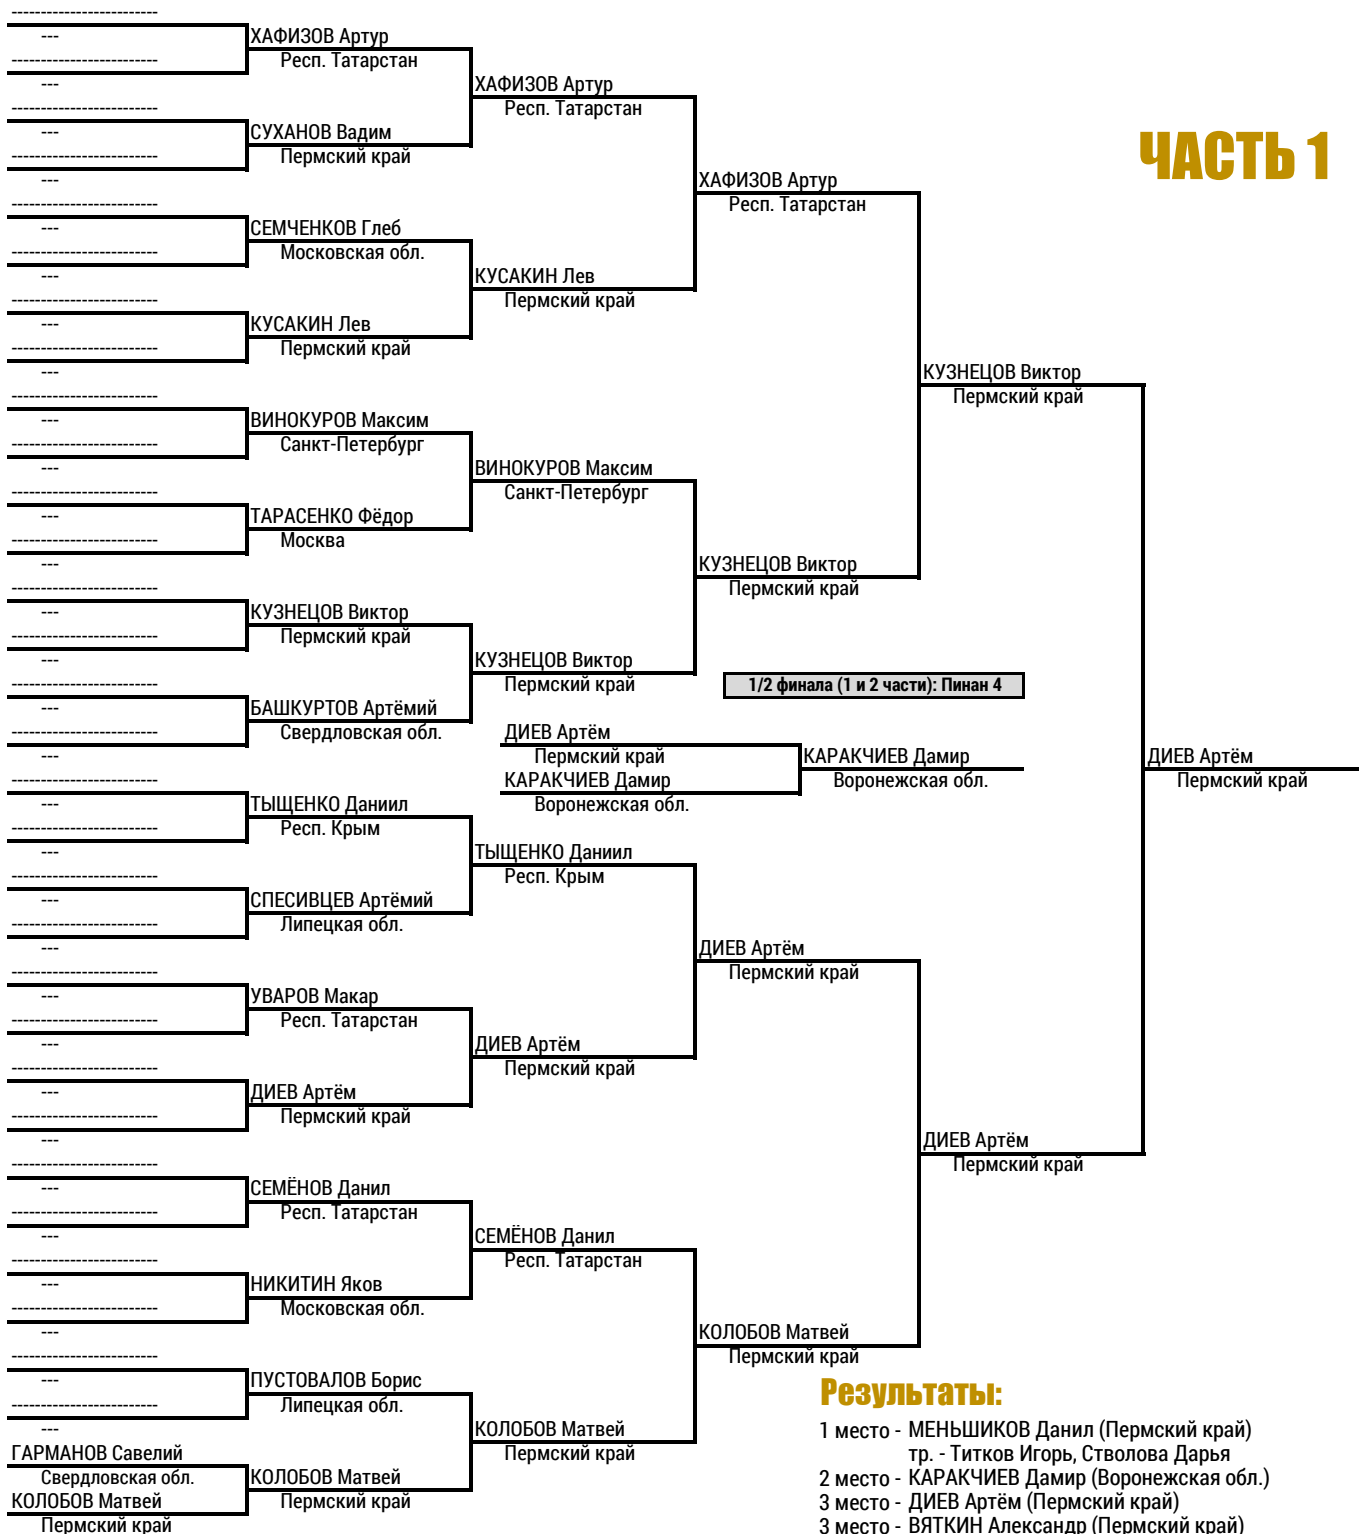 ЧАСТЬ 1
-------------------------
---
-------------------------
---
-------------------------
---
-------------------------
---
-------------------------
---
-------------------------
---
-------------------------
---
-------------------------
---
-------------------------
---
-------------------------
---
-------------------------
---
-------------------------
---
-------------------------
---
-------------------------
---
-------------------------
---
-------------------------
---
-------------------------
---
-------------------------
---
-------------------------
---
-------------------------
---
-------------------------
---
-------------------------
---
-------------------------
---
-------------------------
---
-------------------------
---
-------------------------
---
-------------------------
---
-------------------------
---
-------------------------
---
-------------------------
---
ГАРМАНОВ Савелий
Свердловская обл.
КОЛОБОВ Матвей
Пермский край
ХАФИЗОВ Артур
Респ. Татарстан
СУХАНОВ Вадим
Пермский край
СЕМЧЕНКОВ Глеб
Московская обл.
КУСАКИН Лев
Пермский край
ВИНОКУРОВ Максим
Санкт-Петербург
ТАРАСЕНКО Фёдор
Москва
КУЗНЕЦОВ Виктор
Пермский край
БАШКУРТОВ Артёмий
Свердловская обл.
ТЫЩЕНКО Даниил
Респ. Крым
СПЕСИВЦЕВ Артёмий
Липецкая обл.
УВАРОВ Макар
Респ. Татарстан
ДИЕВ Артём
Пермский край
СЕМЁНОВ Данил
Респ. Татарстан
НИКИТИН Яков
Московская обл.
ПУСТОВАЛОВ Борис
Липецкая обл.
КОЛОБОВ Матвей
Пермский край
ХАФИЗОВ Артур
Респ. Татарстан
КУСАКИН Лев
Пермский край
ВИНОКУРОВ Максим
Санкт-Петербург
КУЗНЕЦОВ Виктор
Пермский край
ТЫЩЕНКО Даниил
Респ. Крым
ДИЕВ Артём
Пермский край
СЕМЁНОВ Данил
Респ. Татарстан
КОЛОБОВ Матвей
Пермский край
ХАФИЗОВ Артур
Респ. Татарстан
КУЗНЕЦОВ Виктор
Пермский край
ДИЕВ Артём
Пермский край
КОЛОБОВ Матвей
Пермский край
КУЗНЕЦОВ Виктор
Пермский край
ДИЕВ Артём
Пермский край
ДИЕВ Артём
Пермский край
1/2 финала (1 и 2 части): Пинан 4
ДИЕВ Артём
Пермский край
КАРАКЧИЕВ Дамир
Воронежская обл.
КАРАКЧИЕВ Дамир
Воронежская обл.
Результаты:
1 место - МЕНЬШИКОВ Данил (Пермский край)
тр. - Титков Игорь, Стволова Дарья
2 место - КАРАКЧИЕВ Дамир (Воронежская обл.)
3 место - ДИЕВ Артём (Пермский край)
3 место - ВЯТКИН Александр (Пермский край)